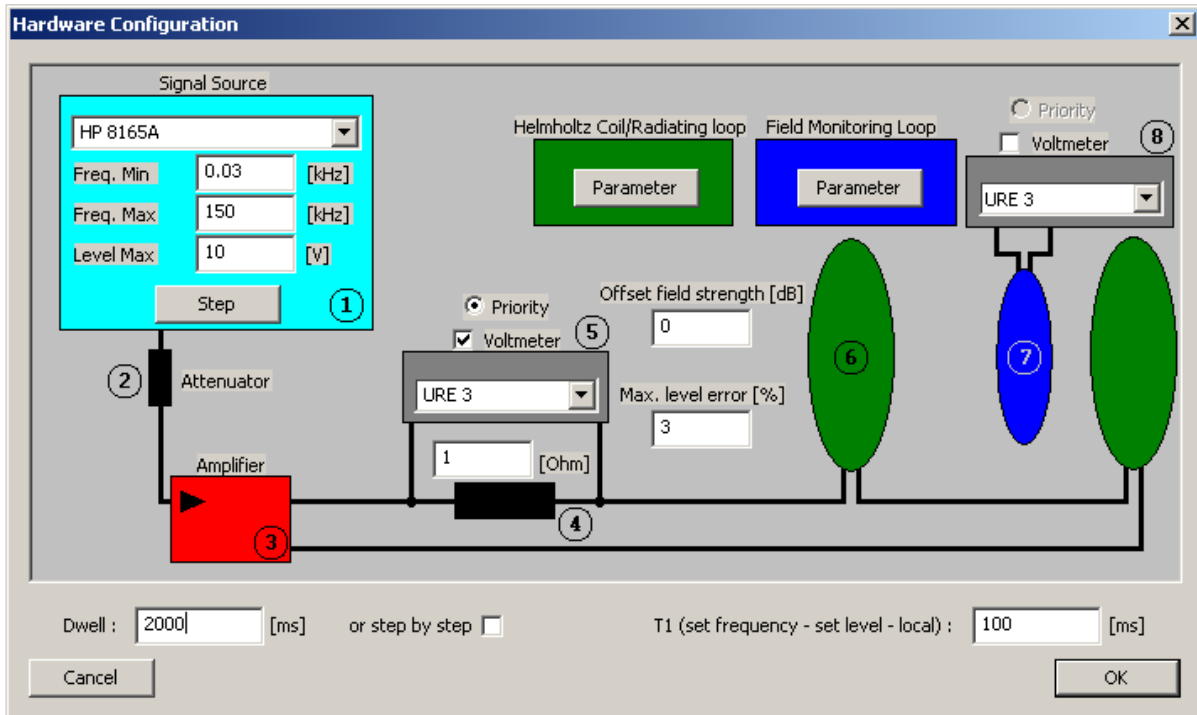 Hardware Configuration
Signal Source
HP 8165A
Freq. Min 0.03 [kHz]
Freq. Max 150 [kHz]
Level Max 10 [V]
Step 1
2 Attenuator
Amplifier
3
Priority
Voltmeter 5
URE 3
1 [Ohm]
4
Offset field strength [dB]
0
Max. level error [%]
3
Helmholtz Coil/Radiating loop
Parameter
Field Monitoring Loop
Parameter
Priority
Voltmeter 8
URE 3
6
7
Dwell : 2000 [ms] or step by step T1 (set frequency - set level - local) : 100 [ms]
Cancel OK